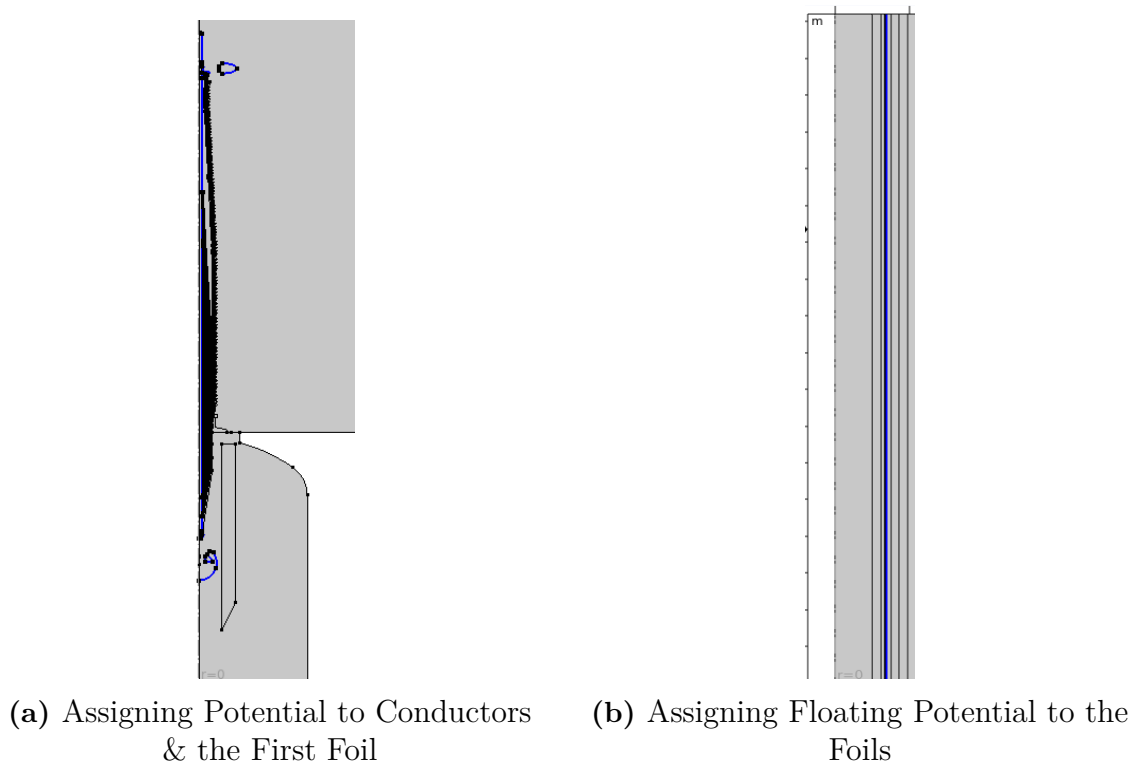 m
r=0
r=0
(a) Assigning Potential to Conductors
& the First Foil
(b) Assigning Floating Potential to the
Foils